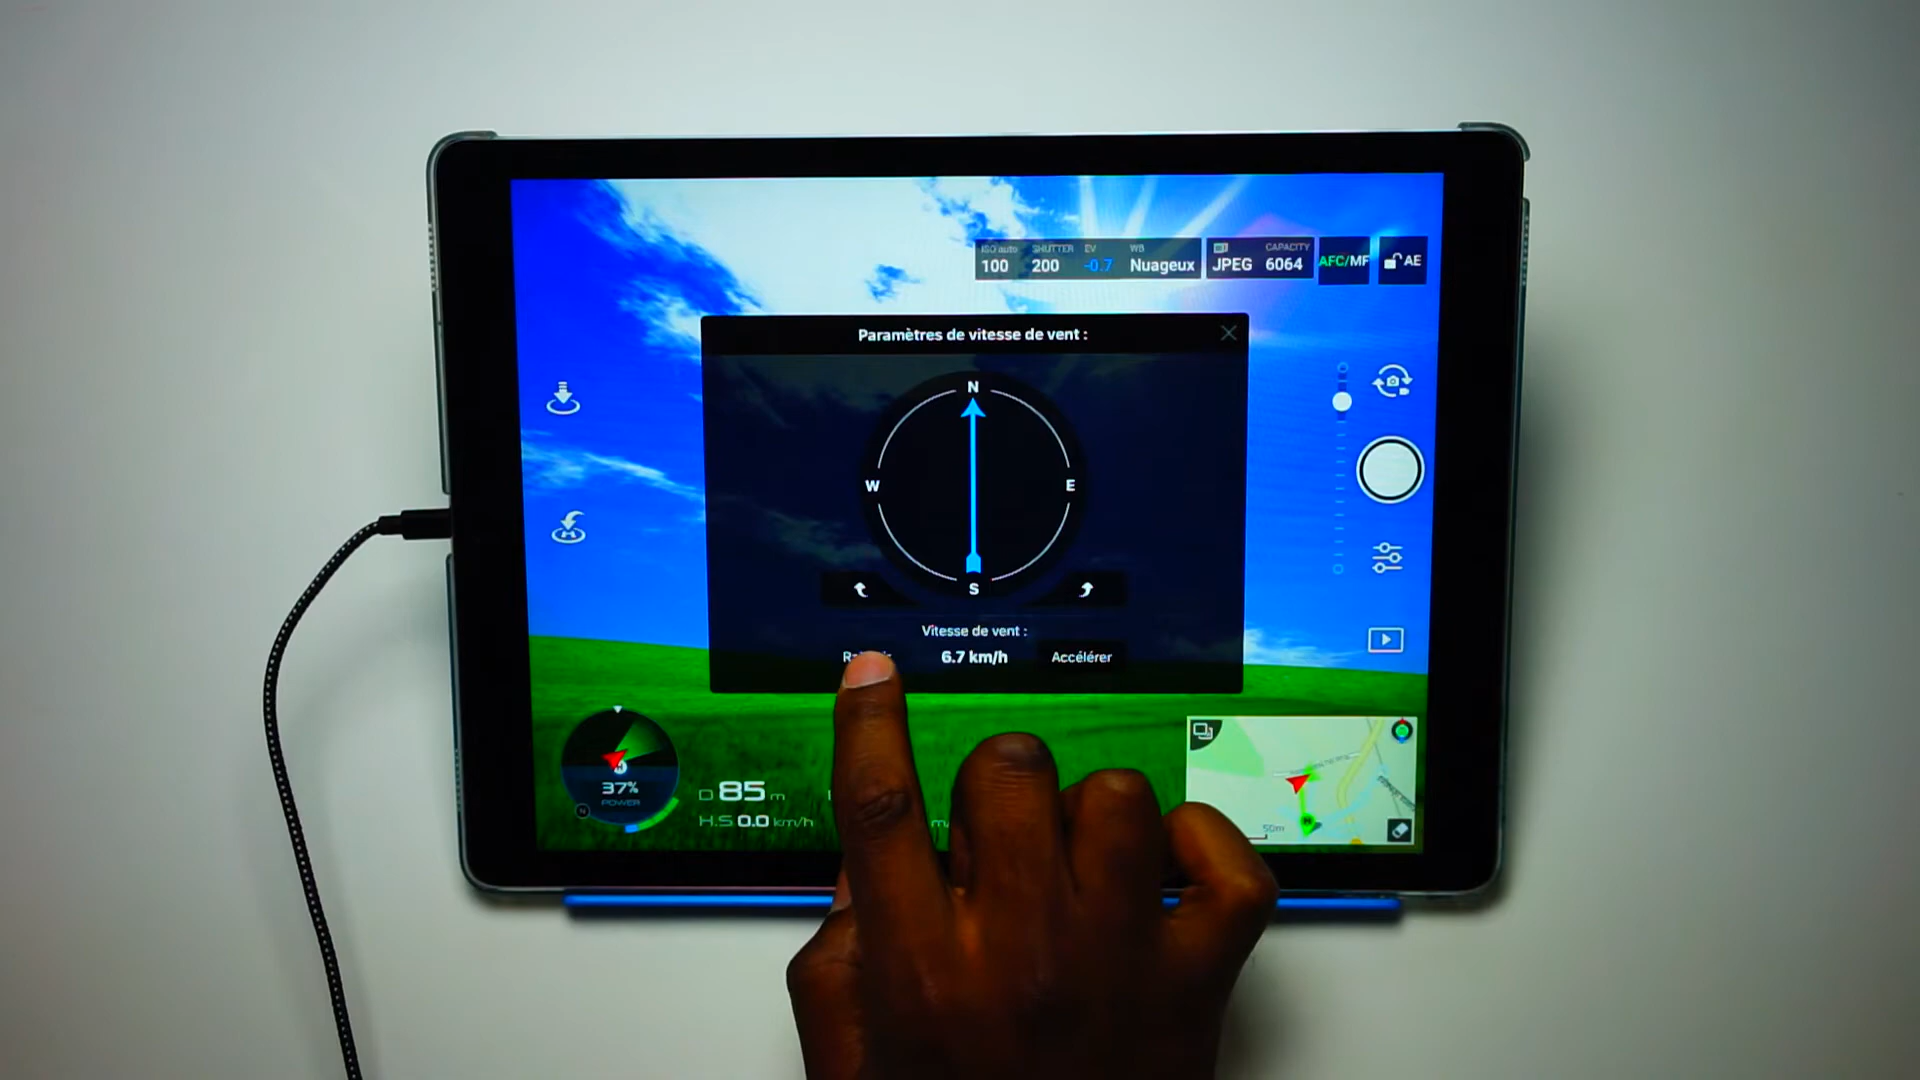 ISO auto SHUTTER EV WB CAPACITY
100 200 -0.7 Nuageux JPEG 6064 AFC/MF AE
Paramètres de vitesse de vent :
N
W E
S
Vitesse de vent :
6.7 km/h Accélérer
37%
POWER
N
D 85 m
H.S 0.0 km/h
50m
H